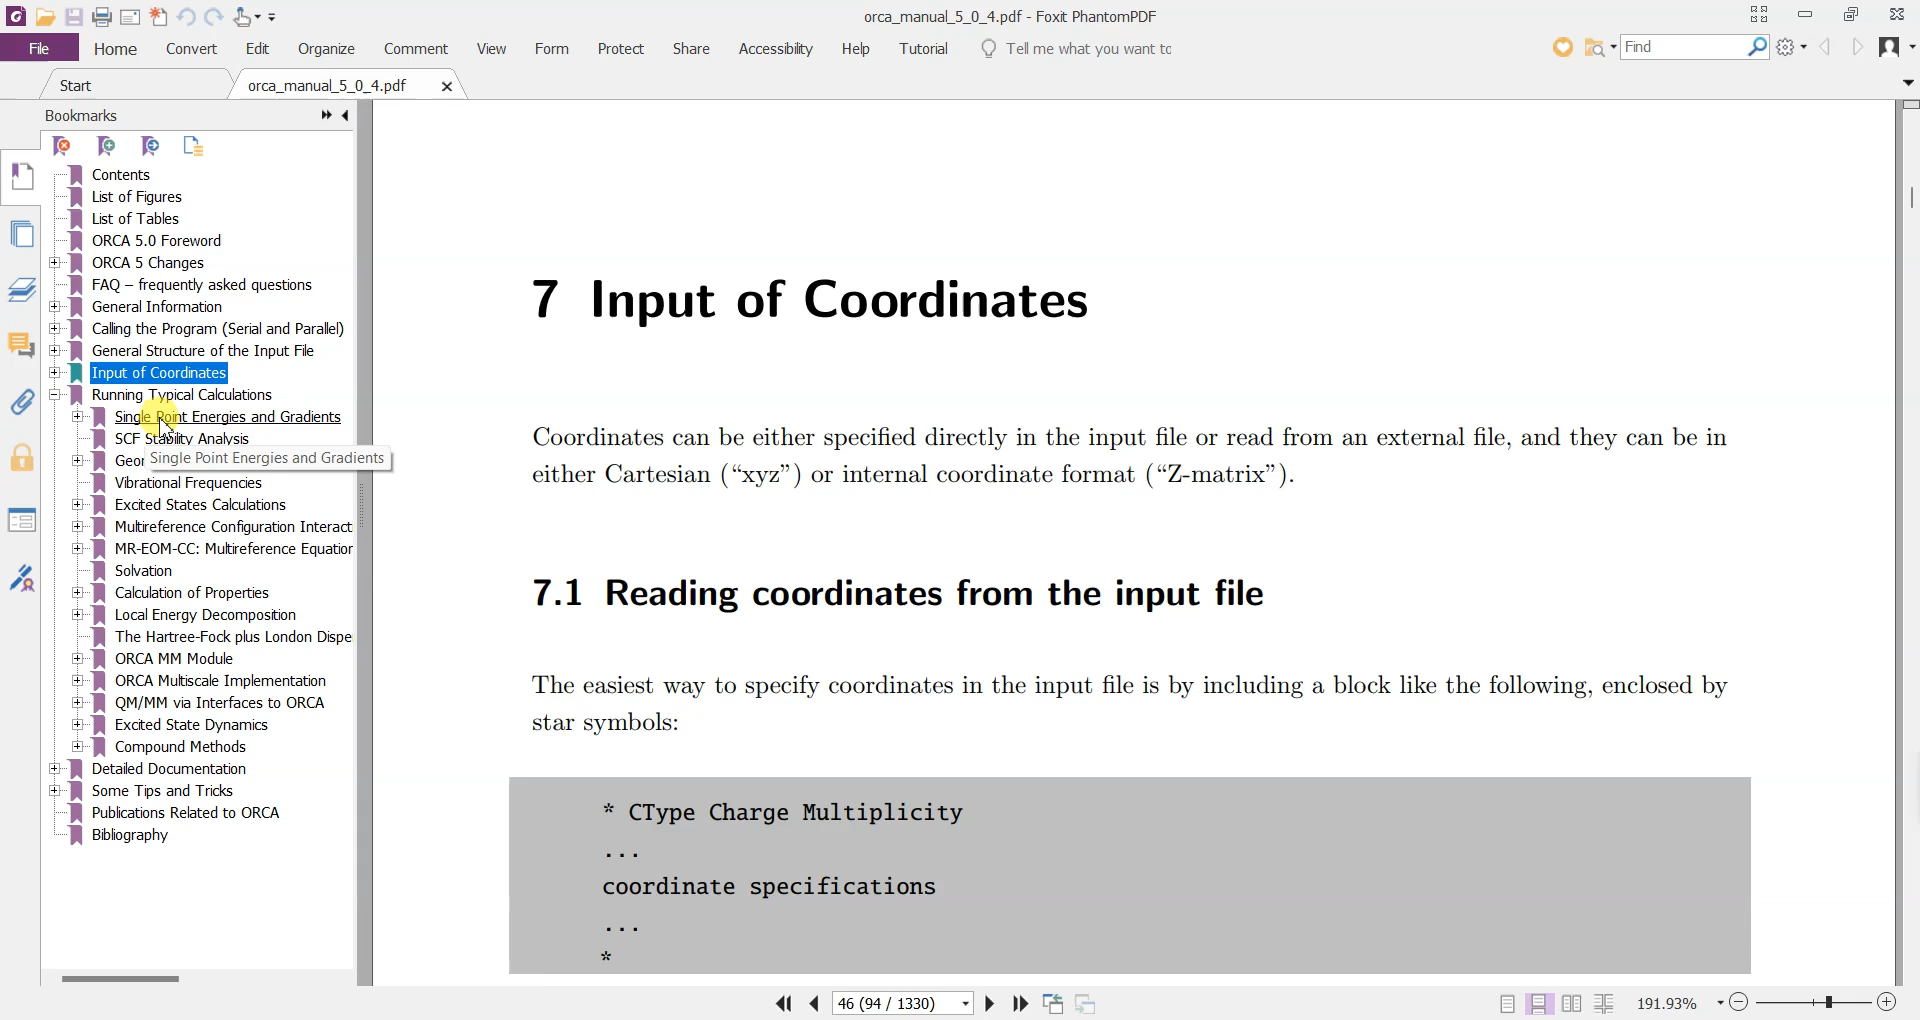 orca_manual_5_0_4.pdf - Foxit PhantomPDF
File Home Convert Edit Organize Comment View Form Protect Share Accessibility Help Tutorial Tell me what you want to Find
Start orca_manual_5_0_4.pdf
Bookmarks
Contents
List of Figures
List of Tables
ORCA 5.0 Foreword
ORCA 5 Changes
FAQ – frequently asked questions
General Information
Calling the Program (Serial and Parallel)
General Structure of the Input File
Input of Coordinates
Running Typical Calculations
Single Point Energies and Gradients
SCF Stability Analysis
Single Point Energies and Gradients
Vibrational Frequencies
Excited States Calculations
Multireference Configuration Interact
MR-EOM-CC: Multireference Equation
Solvation
Calculation of Properties
Local Energy Decomposition
The Hartree-Fock plus London Dispe
ORCA MM Module
ORCA Multiscale Implementation
QM/MM via Interfaces to ORCA
Excited State Dynamics
Compound Methods
Detailed Documentation
Some Tips and Tricks
Publications Related to ORCA
Bibliography
7 Input of Coordinates
Coordinates can be either specified directly in the input file or read from an external file, and they can be in
either Cartesian (“xyz”) or internal coordinate format (“Z-matrix”).
7.1 Reading coordinates from the input file
The easiest way to specify coordinates in the input file is by including a block like the following, enclosed by
star symbols:
* CType Charge Multiplicity
...
coordinate specifications
...
*
46 (94 / 1330)
191.93%